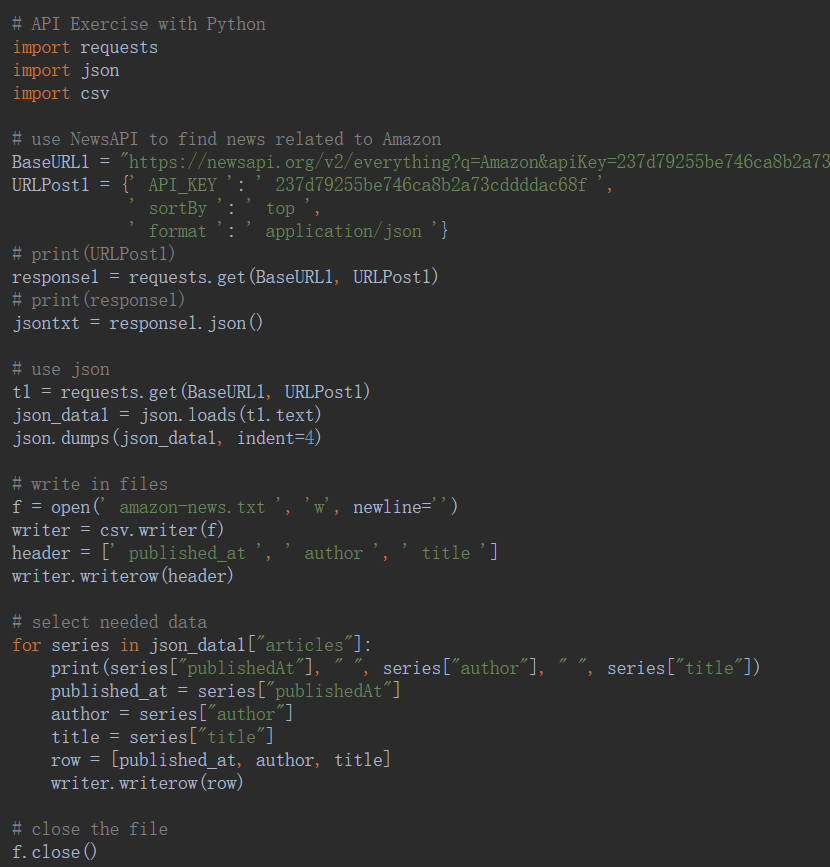 # API Exercise with Python
import requests
import json
import csv

# use NewsAPI to find news related to Amazon
BaseURL1 = "https://newsapi.org/v2/everything?q=Amazon&apiKey=237d79255be746ca8b2a73
URLPost1 = {' API_KEY ': ' 237d79255be746ca8b2a73cddddac68f ',
            ' sortBy ': ' top ',
            ' format ': ' application/json '}
# print(URLPost1)
response1 = requests.get(BaseURL1, URLPost1)
# print(response1)
jsontxt = response1.json()

# use json
t1 = requests.get(BaseURL1, URLPost1)
json_data1 = json.loads(t1.text)
json.dumps(json_data1, indent=4)

# write in files
f = open(' amazon-news.txt ', 'w', newline='')
writer = csv.writer(f)
header = [' published_at ', ' author ', ' title ']
writer.writerow(header)

# select needed data
for series in json_data1["articles"]:
    print(series["publishedAt"], " ", series["author"], " ", series["title"])
    published_at = series["publishedAt"]
    author = series["author"]
    title = series["title"]
    row = [published_at, author, title]
    writer.writerow(row)

# close the file
f.close()